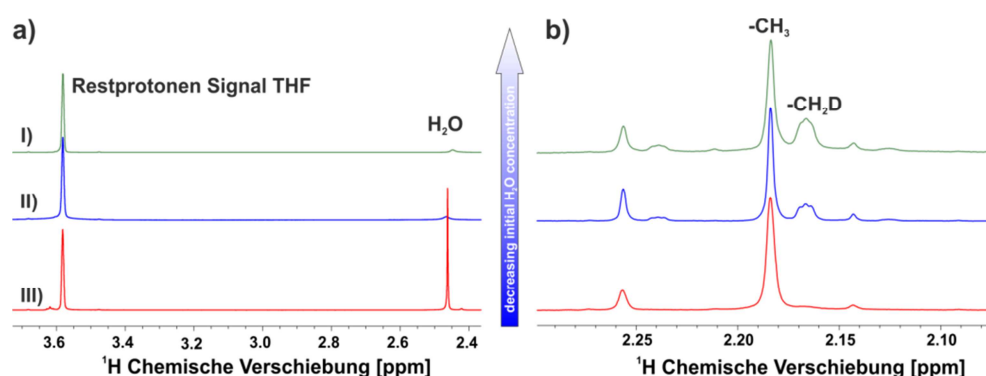 a)
Restprotonen Signal THF
H₂O
I)
II)
III)
3.6 3.4 3.2 3.0 2.8 2.6 2.4
¹H Chemische Verschiebung [ppm]
decreasing initial H₂O concentration
b)
-CH₃
-CH₂D
2.25 2.20 2.15 2.10
¹H Chemische Verschiebung [ppm]